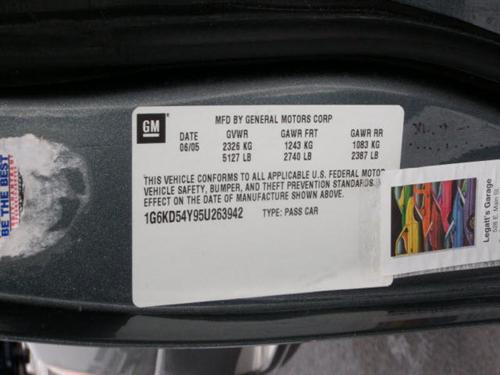 GM
MFD BY GENERAL MOTORS CORP
DATE GVWR GAWR FRT GAWR RR
06/05 2326 KG 1243 KG 1083 KG
5127 LB 2740 LB 2387 LB
THIS VEHICLE CONFORMS TO ALL APPLICABLE U.S. FEDERAL MOTOR
VEHICLE SAFETY, BUMPER, AND THEFT PREVENTION STANDARDS
EFFECT ON THE DATE OF MANUFACTURE SHOWN ABOVE.
1G6KD54Y95U263942 TYPE: PASS CAR
BE THE BEST
Legatt's Garage
528 E. Main St